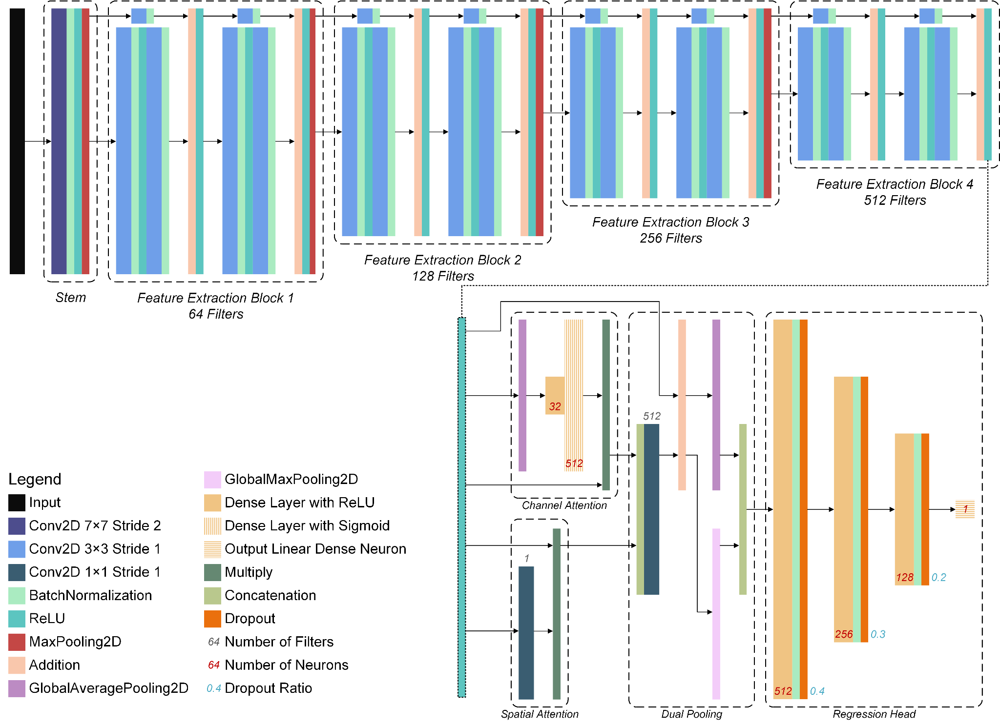 Stem
Feature Extraction Block 1
64 Filters
Feature Extraction Block 2
128 Filters
Feature Extraction Block 3
256 Filters
Feature Extraction Block 4
512 Filters
32
512
Channel Attention
1
Spatial Attention
512
Dual Pooling
512
0.4
256
0.3
128
0.2
1
Regression Head
Legend
Input
Conv2D 7×7 Stride 2
Conv2D 3×3 Stride 1
Conv2D 1×1 Stride 1
BatchNormalization
ReLU
MaxPooling2D
Addition
GlobalAveragePooling2D
GlobalMaxPooling2D
Dense Layer with ReLU
Dense Layer with Sigmoid
Output Linear Dense Neuron
Multiply
Concatenation
Dropout
64 Number of Filters
64 Number of Neurons
0.4 Dropout Ratio